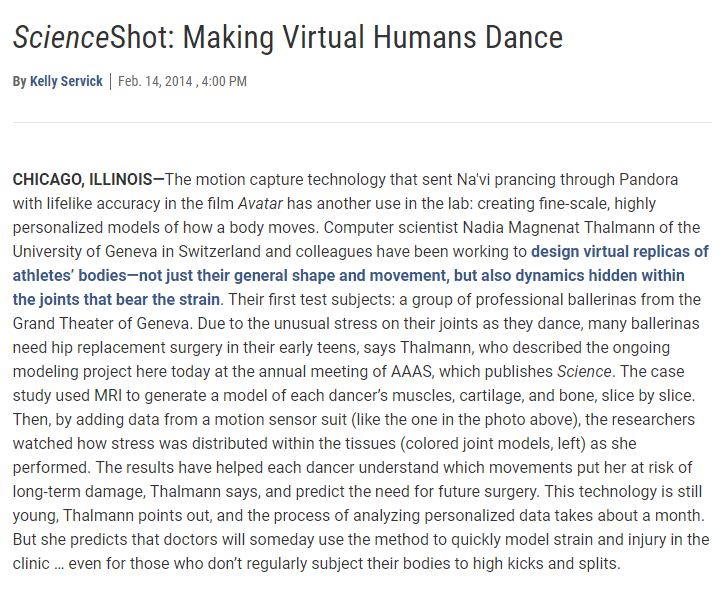 ScienceShot: Making Virtual Humans Dance
By Kelly Servick | Feb. 14, 2014 , 4:00 PM
CHICAGO, ILLINOIS—The motion capture technology that sent Na'vi prancing through Pandora
with lifelike accuracy in the film Avatar has another use in the lab: creating fine-scale, highly
personalized models of how a body moves. Computer scientist Nadia Magnenat Thalmann of the
University of Geneva in Switzerland and colleagues have been working to design virtual replicas of
athletes’ bodies—not just their general shape and movement, but also dynamics hidden within
the joints that bear the strain. Their first test subjects: a group of professional ballerinas from the
Grand Theater of Geneva. Due to the unusual stress on their joints as they dance, many ballerinas
need hip replacement surgery in their early teens, says Thalmann, who described the ongoing
modeling project here today at the annual meeting of AAAS, which publishes Science. The case
study used MRI to generate a model of each dancer’s muscles, cartilage, and bone, slice by slice.
Then, by adding data from a motion sensor suit (like the one in the photo above), the researchers
watched how stress was distributed within the tissues (colored joint models, left) as she
performed. The results have helped each dancer understand which movements put her at risk of
long-term damage, Thalmann says, and predict the need for future surgery. This technology is still
young, Thalmann points out, and the process of analyzing personalized data takes about a month.
But she predicts that doctors will someday use the method to quickly model strain and injury in the
clinic … even for those who don’t regularly subject their bodies to high kicks and splits.